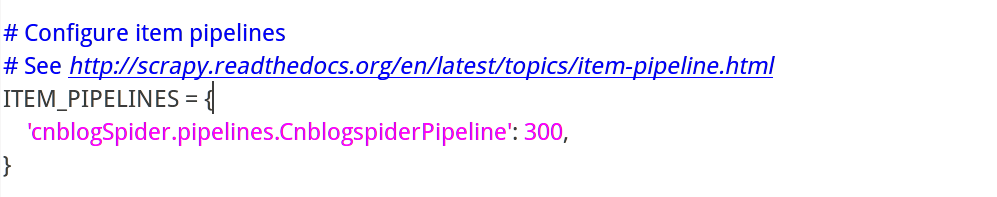 # Configure item pipelines
# See http://scrapy.readthedocs.org/en/latest/topics/item-pipeline.html
ITEM_PIPELINES = {
    'cnblogSpider.pipelines.CnblogspiderPipeline': 300,
}